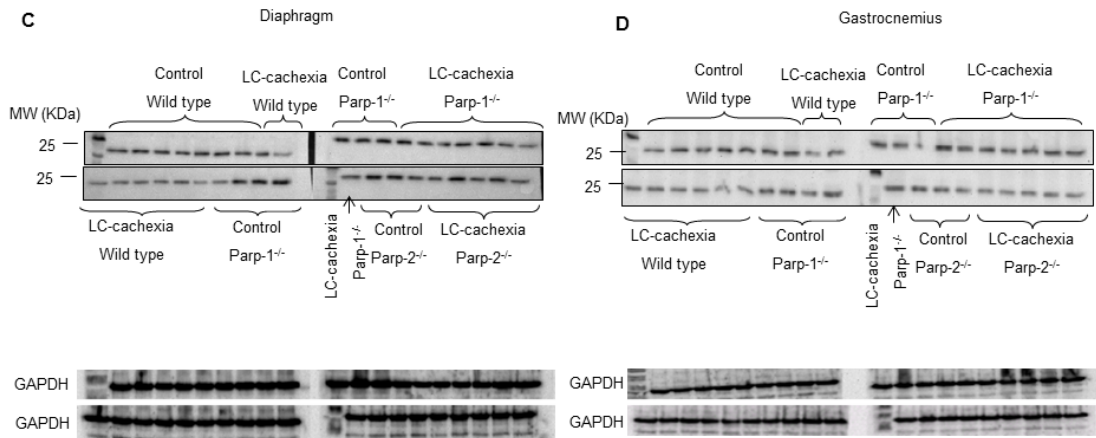 C
Diaphragm
Control
Wild type
LC-cachexia
Wild type
Control
Parp-1-/-
LC-cachexia
Parp-1-/-
MW (KDa)
25
25
LC-cachexia
Wild type
Control
Parp-1-/-
LC-cachexia
Parp-1-/-
Control
Parp-2-/-
LC-cachexia
Parp-2-/-
GAPDH
GAPDH
D
Gastrocnemius
Control
Wild type
LC-cachexia
Wild type
Control
Parp-1-/-
LC-cachexia
Parp-1-/-
MW (KDa)
25
25
LC-cachexia
Wild type
Control
Parp-1-/-
LC-cachexia
Parp-1-/-
Control
Parp-2-/-
LC-cachexia
Parp-2-/-
GAPDH
GAPDH